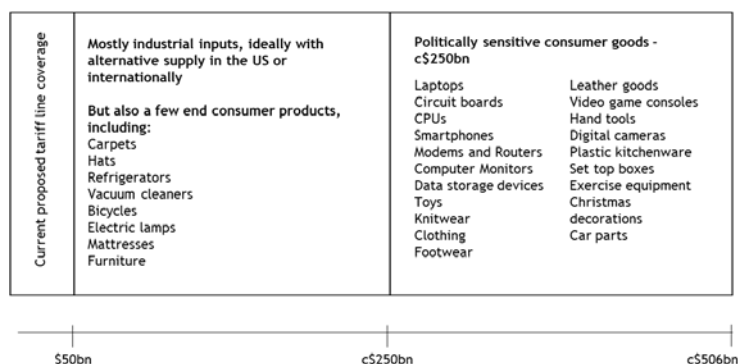 Current proposed tariff line coverage
Mostly industrial inputs, ideally with
alternative supply in the US or
internationally
But also a few end consumer products,
including:
Carpets
Hats
Refrigerators
Vacuum cleaners
Bicycles
Electric lamps
Mattresses
Furniture
Politically sensitive consumer goods -
c$250bn
Laptops
Circuit boards
CPUs
Smartphones
Modems and Routers
Computer Monitors
Data storage devices
Toys
Knitwear
Clothing
Footwear
Leather goods
Video game consoles
Hand tools
Digital cameras
Plastic kitchenware
Set top boxes
Exercise equipment
Christmas
decorations
Car parts
$50bn
c$250bn
c$506bn